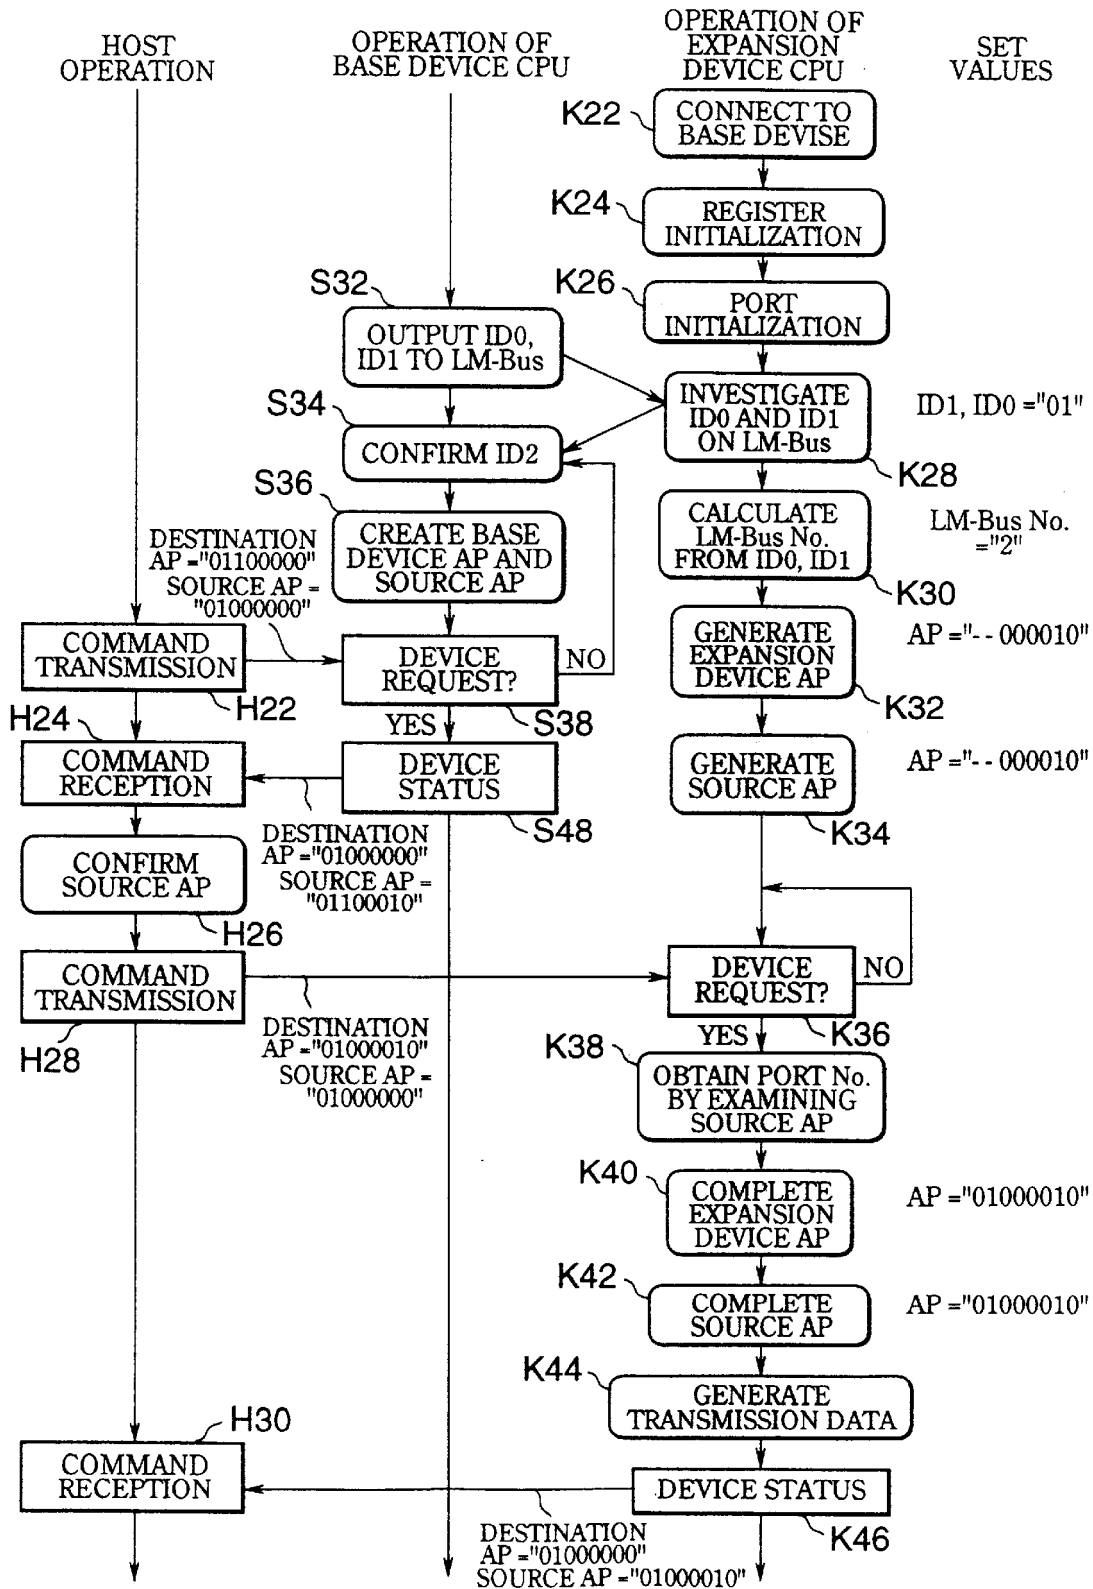 HOST
OPERATION
OPERATION OF
BASE DEVICE CPU
OPERATION OF
EXPANSION
DEVICE CPU
SET
VALUES
K22
CONNECT TO
BASE DEVISE
K24
REGISTER
INITIALIZATION
S32
OUTPUT ID0,
ID1 TO LM-Bus
K26
PORT
INITIALIZATION
S34
CONFIRM ID2
INVESTIGATE
ID0 AND ID1
ON LM-Bus
K28
ID1, ID0 ="01"
S36
CREATE BASE
DEVICE AP AND
SOURCE AP
CALCULATE
LM-Bus No.
FROM ID0, ID1
K30
LM-Bus No.
="2"
DESTINATION
AP ="01100000"
SOURCE AP =
"01000000"
COMMAND
TRANSMISSION
H22
DEVICE
REQUEST?
NO
S38
YES
GENERATE
EXPANSION
DEVICE AP
K32
AP ="- - 000010"
H24
COMMAND
RECEPTION
DEVICE
STATUS
S48
GENERATE
SOURCE AP
K34
AP ="- - 000010"
DESTINATION
AP ="01000000"
SOURCE AP =
"01100010"
CONFIRM
SOURCE AP
H26
COMMAND
TRANSMISSION
H28
DESTINATION
AP ="01000010"
SOURCE AP =
"01000000"
DEVICE
REQUEST?
NO
K36
YES
K38
OBTAIN PORT No.
BY EXAMINING
SOURCE AP
K40
COMPLETE
EXPANSION
DEVICE AP
AP ="01000010"
K42
COMPLETE
SOURCE AP
AP ="01000010"
K44
GENERATE
TRANSMISSION DATA
H30
COMMAND
RECEPTION
DEVICE STATUS
K46
DESTINATION
AP ="01000000"
SOURCE AP ="01000010"